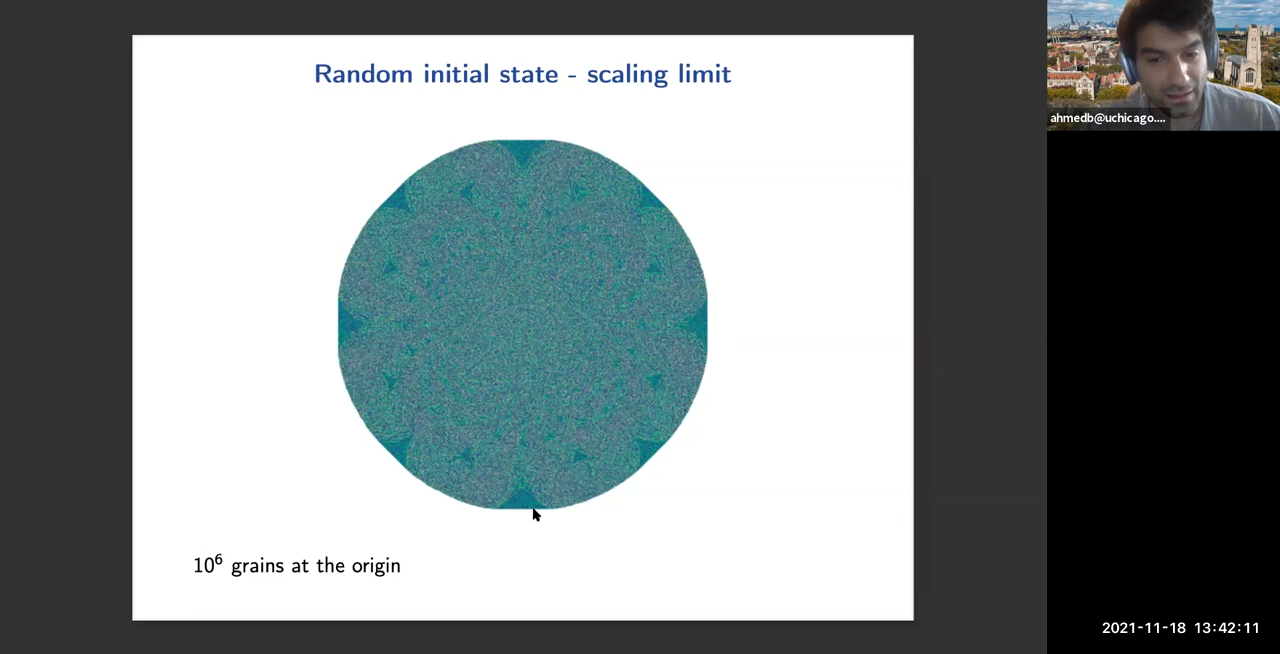 Random initial state - scaling limit
ahmedb@uchicago....
10⁶ grains at the origin
2021-11-18 13:42:11